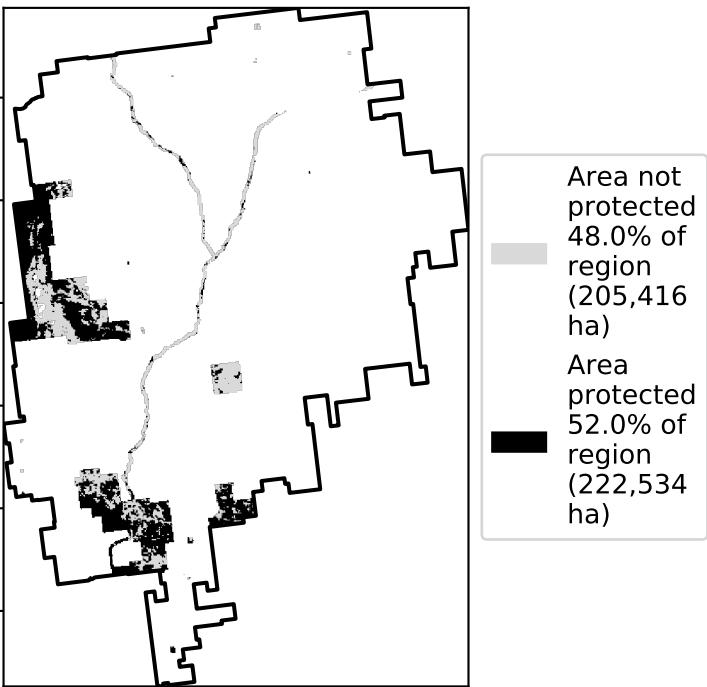 Area not
protected
48.0% of
region
(205,416
ha)
Area
protected
52.0% of
region
(222,534
ha)